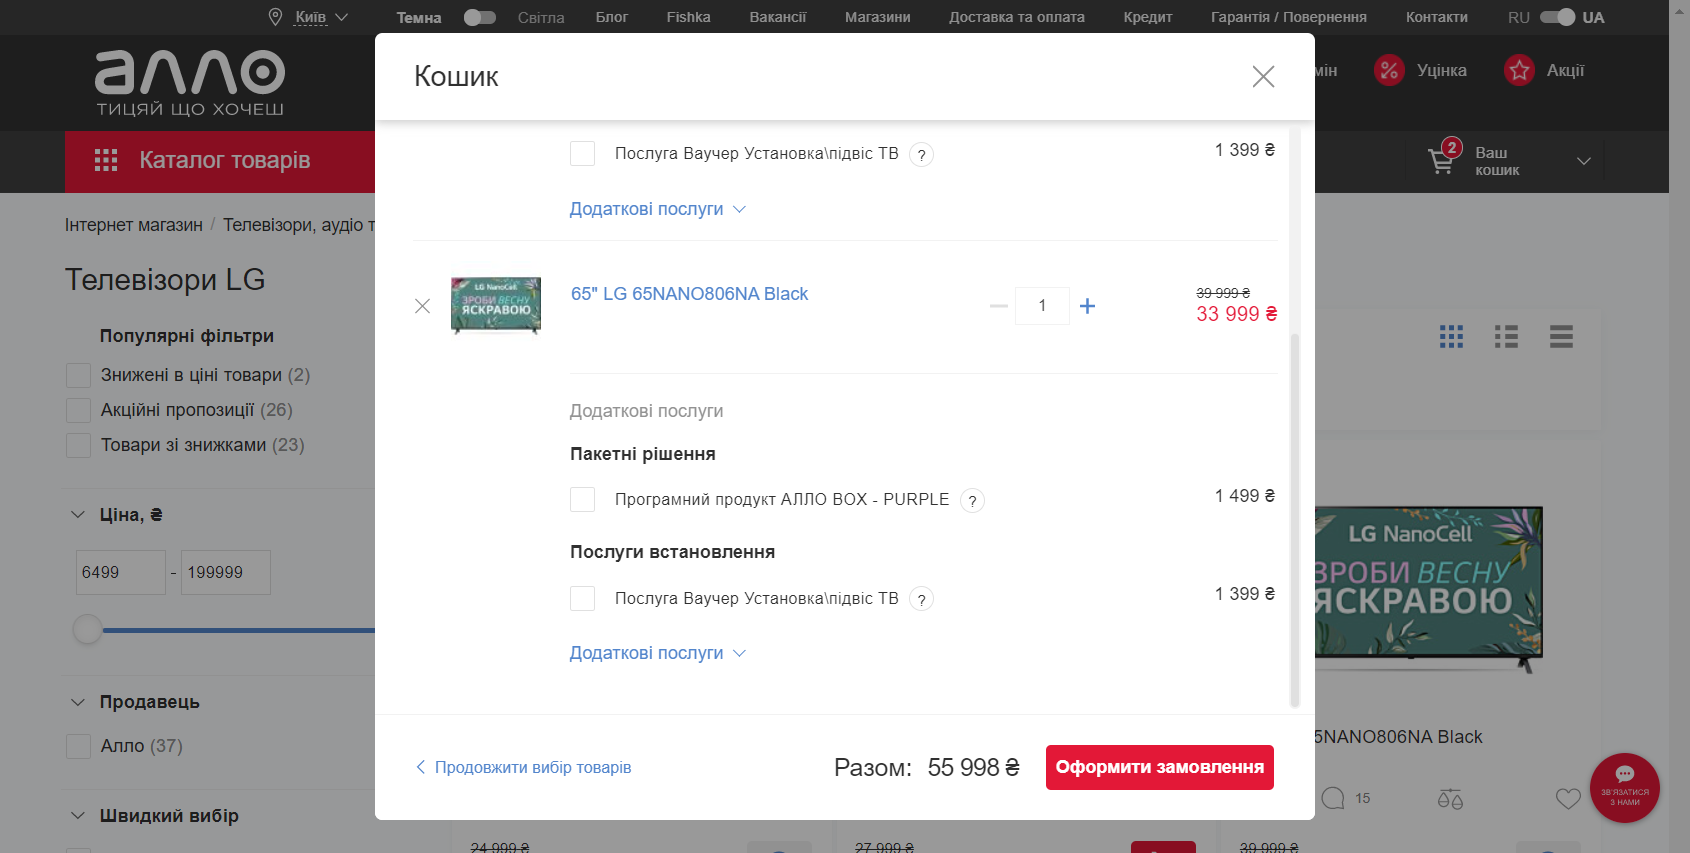 Київ
Темна
Світла
Блог
Fishka
Вакансії
Магазини
Доставка та оплата
Кредит
Гарантія / Повернення
Контакти
RU
UA
алло
ТИЦЯЙ ЩО ХОЧЕШ
Уцінка
Акції
Каталог товарів
2
Ваш
кошик
Інтернет магазин / Телевізори, аудіо
Телевізори LG
Популярні фільтри
Знижені в ціні товари (2)
Акційні пропозиції (26)
Товари зі знижками (23)
Ціна, ₴
6499 - 199999
Продавець
Алло (37)
Швидкий вибір
Кошик
Послуга Ваучер Установка\підвіс ТВ ?
1 399 ₴
Додаткові послуги
LG NanoCell
ЗРОБИ ВЕСНУ
ЯСКРАВОЮ
65" LG 65NANO806NA Black
1
39 999 ₴
33 999 ₴
Додаткові послуги
Пакетні рішення
Програмний продукт АЛЛО BOX - PURPLE ?
1 499 ₴
Послуги встановлення
Послуга Ваучер Установка\підвіс ТВ ?
1 399 ₴
Додаткові послуги
Продовжити вибір товарів
Разом: 55 998 ₴
Оформити замовлення
LG NanoCell
ЗРОБИ ВЕСНУ
ЯСКРАВОЮ
5NANO806NA Black
15
ЗВ'ЯЗАТИСЯ
З НАМИ
24 999 ₴
27 999 ₴
39 999 ₴